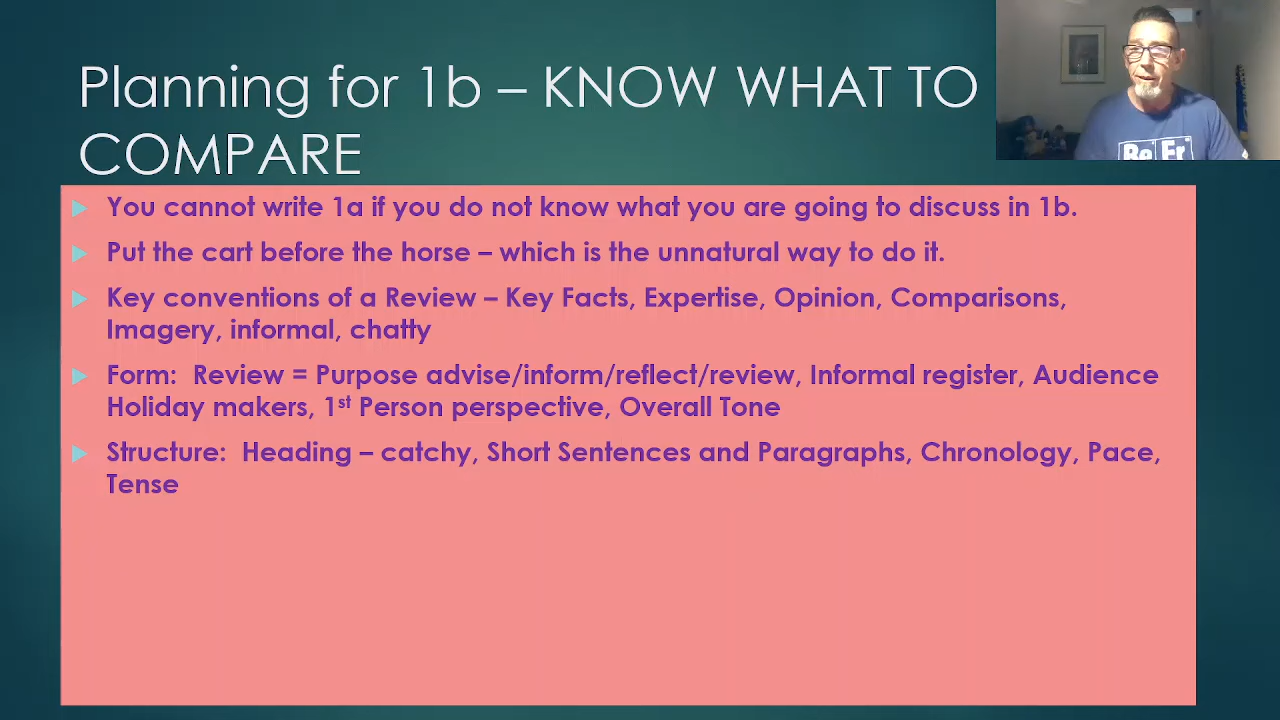 Planning for 1b – KNOW WHAT TO
COMPARE
You cannot write 1a if you do not know what you are going to discuss in 1b.
Put the cart before the horse – which is the unnatural way to do it.
Key conventions of a Review – Key Facts, Expertise, Opinion, Comparisons,
Imagery, informal, chatty
Form: Review = Purpose advise/inform/reflect/review, Informal register, Audience
Holiday makers, 1st Person perspective, Overall Tone
Structure: Heading – catchy, Short Sentences and Paragraphs, Chronology, Pace,
Tense
Be Er